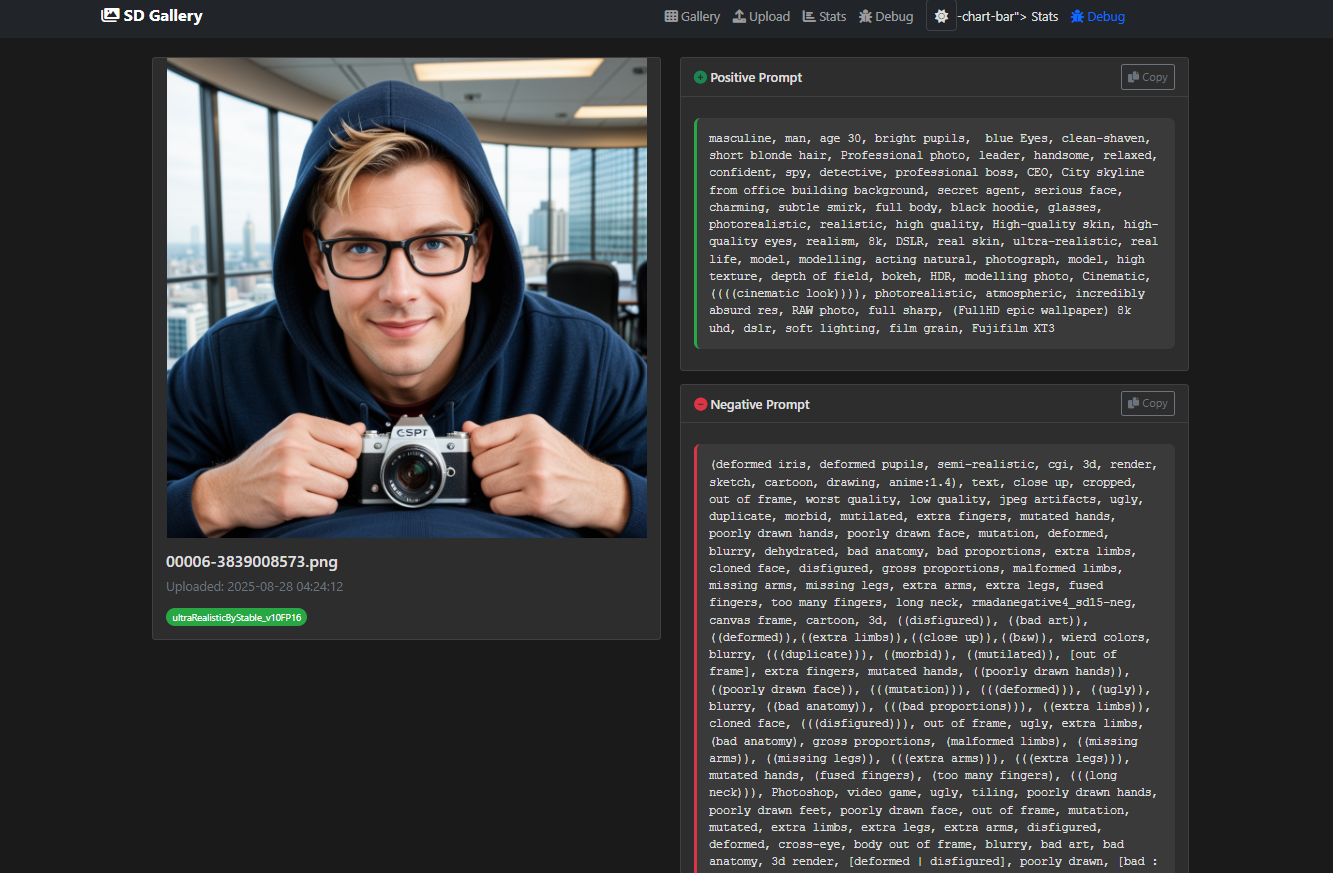 SD Gallery
Gallery Upload Stats Debug -chart-bar"> Stats Debug
CSPT
00006-3839008573.png
Uploaded: 2025-08-28 04:24:12
ultraRealisticByStable_v10FP16
Positive Prompt
Copy
masculine, man, age 30, bright pupils,  blue Eyes, clean-shaven,
short blonde hair, Professional photo, leader, handsome, relaxed,
confident, spy, detective, professional boss, CEO, City skyline
from office building background, secret agent, serious face,
charming, subtle smirk, full body, black hoodie, glasses,
photorealistic, realistic, high quality, High-quality skin, high-
quality eyes, realism, 8k, DSLR, real skin, ultra-realistic, real
life, model, modelling, acting natural, photograph, model, high
texture, depth of field, bokeh, HDR, modelling photo, Cinematic,
((((cinematic look)))), photorealistic, atmospheric, incredibly
absurd res, RAW photo, full sharp, (FullHD epic wallpaper) 8k
uhd, dslr, soft lighting, film grain, Fujifilm XT3
Negative Prompt
Copy
(deformed iris, deformed pupils, semi-realistic, cgi, 3d, render,
sketch, cartoon, drawing, anime:1.4), text, close up, cropped,
out of frame, worst quality, low quality, jpeg artifacts, ugly,
duplicate, morbid, mutilated, extra fingers, mutated hands,
poorly drawn hands, poorly drawn face, mutation, deformed,
blurry, dehydrated, bad anatomy, bad proportions, extra limbs,
cloned face, disfigured, gross proportions, malformed limbs,
missing arms, missing legs, extra arms, extra legs, fused
fingers, too many fingers, long neck, rmadanegative4_sd15-neg,
canvas frame, cartoon, 3d, ((disfigured)), ((bad art)),
((deformed)),((extra limbs)),((close up)),((b&w)), wierd colors,
blurry, (((duplicate))), ((morbid)), ((mutilated)), [out of
frame], extra fingers, mutated hands, ((poorly drawn hands)),
((poorly drawn face)), (((mutation))), (((deformed))), ((ugly)),
blurry, ((bad anatomy)), (((bad proportions))), ((extra limbs)),
cloned face, (((disfigured))), out of frame, ugly, extra limbs,
(bad anatomy), gross proportions, (malformed limbs), ((missing
arms)), ((missing legs)), (((extra arms))), (((extra legs))),
mutated hands, (fused fingers), (too many fingers), (((long
neck))), Photoshop, video game, ugly, tiling, poorly drawn hands,
poorly drawn feet, poorly drawn face, out of frame, mutation,
mutated, extra limbs, extra legs, extra arms, disfigured,
deformed, cross-eye, body out of frame, blurry, bad art, bad
anatomy, 3d render, [deformed | disfigured], poorly drawn, [bad :